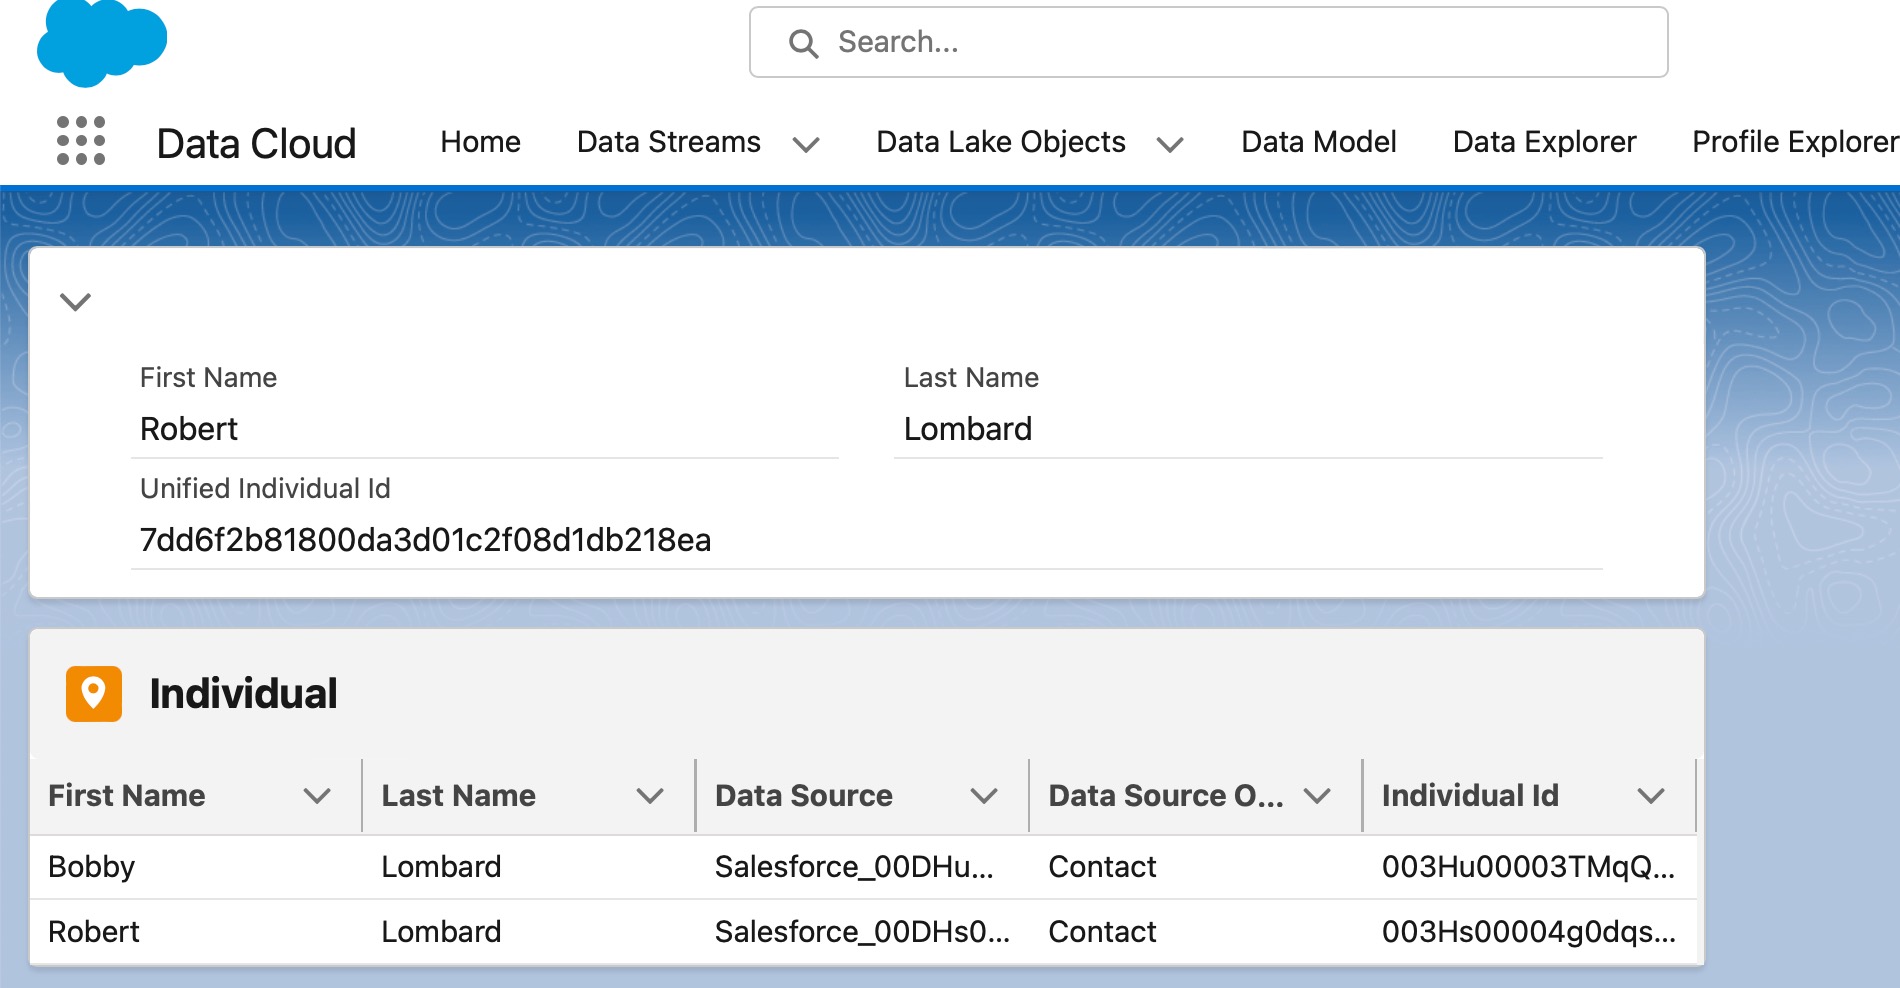 Search...
Data Cloud Home Data Streams Data Lake Objects Data Model Data Explorer Profile Explorer
First Name Last Name
Robert Lombard
Unified Individual Id
7dd6f2b81800da3d01c2f08d1db218ea
Individual
First Name Last Name Data Source Data Source O... Individual Id
Bobby Lombard Salesforce_00DHu... Contact 003Hu00003TMqQ...
Robert Lombard Salesforce_00DHs0... Contact 003Hs00004g0dqs...